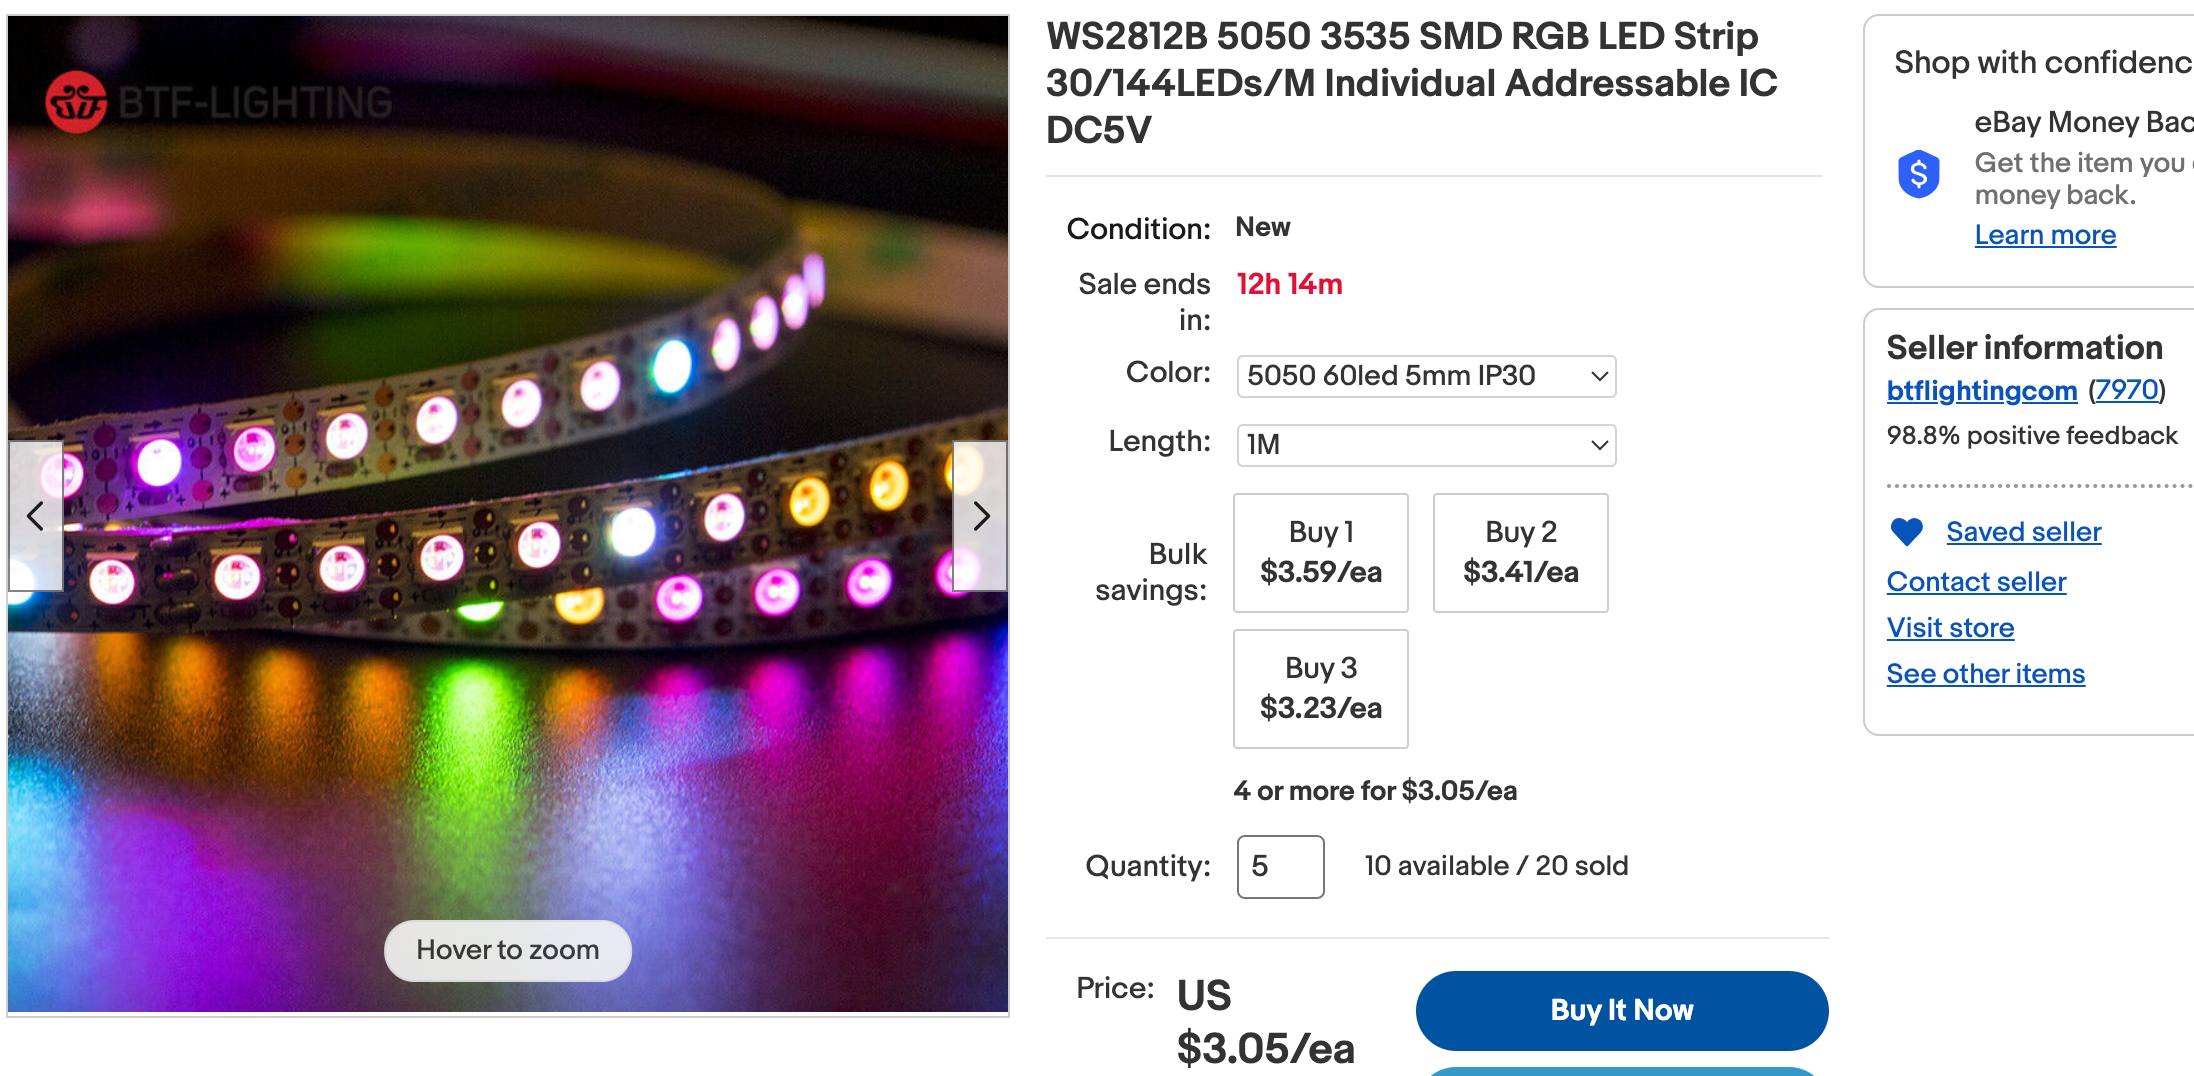 BTF-LIGHTING
Hover to zoom
WS2812B 5050 3535 SMD RGB LED Strip
30/144LEDs/M Individual Addressable IC
DC5V
Condition: New
Sale ends
in: 12h 14m
Color: 5050 60led 5mm IP30
Length: 1M
Bulk
savings:
Buy 1
$3.59/ea
Buy 2
$3.41/ea
Buy 3
$3.23/ea
4 or more for $3.05/ea
Quantity: 5 10 available / 20 sold
Price: US
$3.05/ea
Buy It Now
Shop with confidenc
eBay Money Bac
$
Get the item you
money back.
Learn more
Seller information
btflightingcom (7970)
98.8% positive feedback
Saved seller
Contact seller
Visit store
See other items